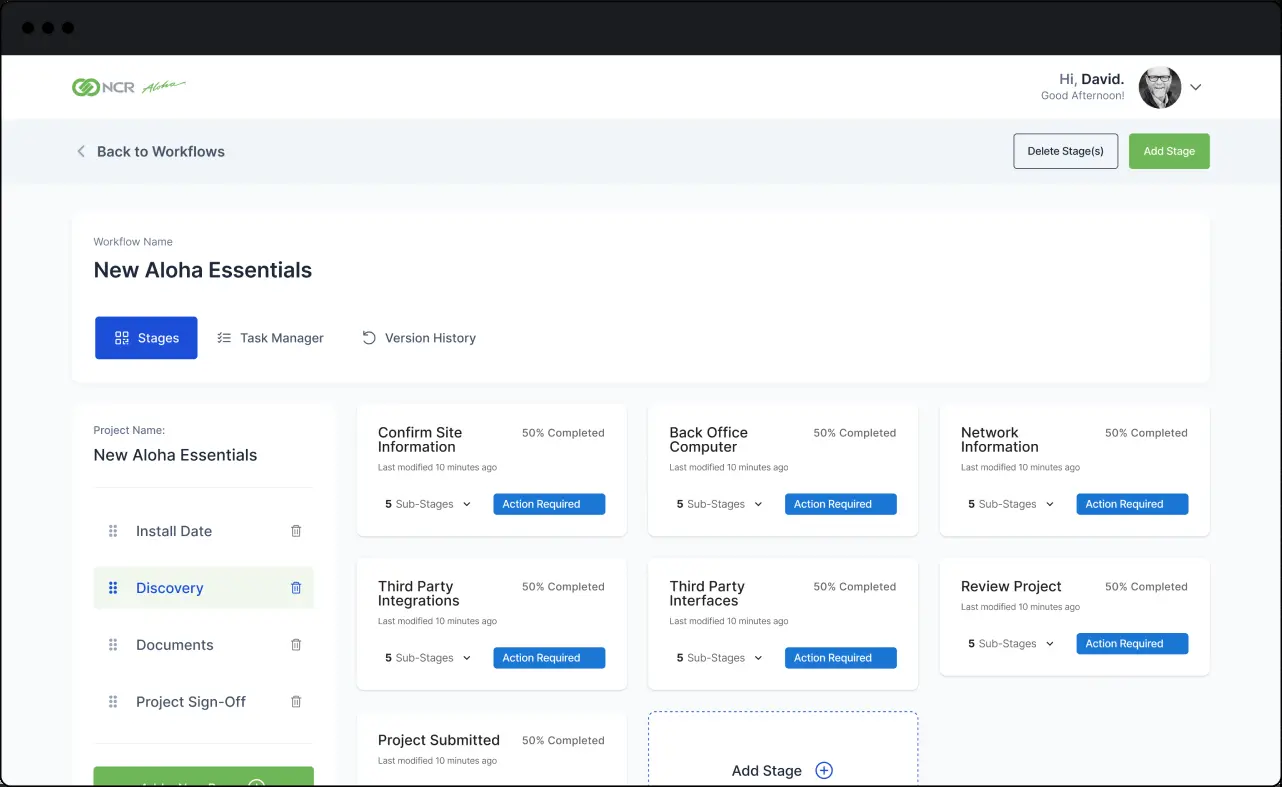 NCR Aloha
Hi, David.
Good Afternoon!
Back to Workflows
Delete Stage(s)
Add Stage
Workflow Name
New Aloha Essentials
Stages
Task Manager
Version History
Project Name:
New Aloha Essentials
Install Date
Discovery
Documents
Project Sign-Off
Confirm Site
Information
50% Completed
Last modified 10 minutes ago
5 Sub-Stages
Action Required
Back Office
Computer
50% Completed
Last modified 10 minutes ago
5 Sub-Stages
Action Required
Network
Information
50% Completed
Last modified 10 minutes ago
5 Sub-Stages
Action Required
Third Party
Integrations
50% Completed
Last modified 10 minutes ago
5 Sub-Stages
Action Required
Third Party
Interfaces
50% Completed
Last modified 10 minutes ago
5 Sub-Stages
Action Required
Review Project
50% Completed
Last modified 10 minutes ago
5 Sub-Stages
Action Required
Project Submitted
50% Completed
Last modified 10 minutes ago
Add Stage